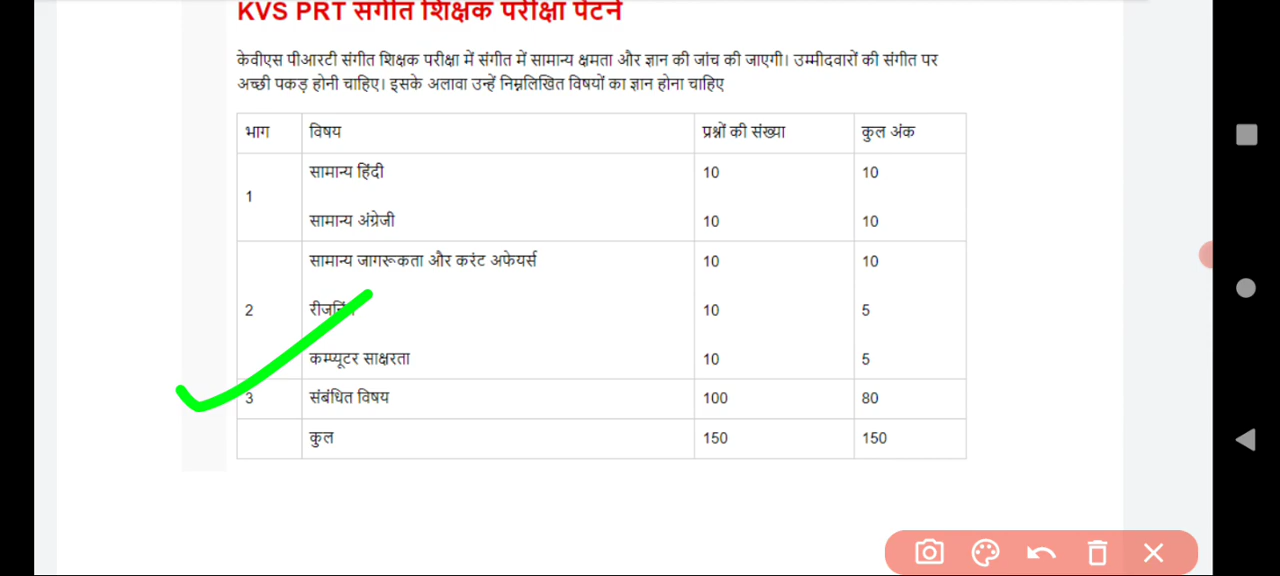 KVS PRT संगीत शिक्षक परीक्षा पैटर्न
केवीएस पीआरटी संगीत शिक्षक परीक्षा में संगीत में सामान्य क्षमता और ज्ञान की जांच की जाएगी। उम्मीदवारों की संगीत पर
अच्छी पकड़ होनी चाहिए। इसके अलावा उन्हें निम्नलिखित विषयों का ज्ञान होना चाहिए
भाग विषय प्रश्नों की संख्या कुल अंक
सामान्य हिंदी 10 10
1
सामान्य अंग्रेजी 10 10
सामान्य जागरूकता और करंट अफेयर्स 10 10
2 रीजनिंग 10 5
कम्प्यूटर साक्षरता 10 5
3 संबंधित विषय 100 80
कुल 150 150